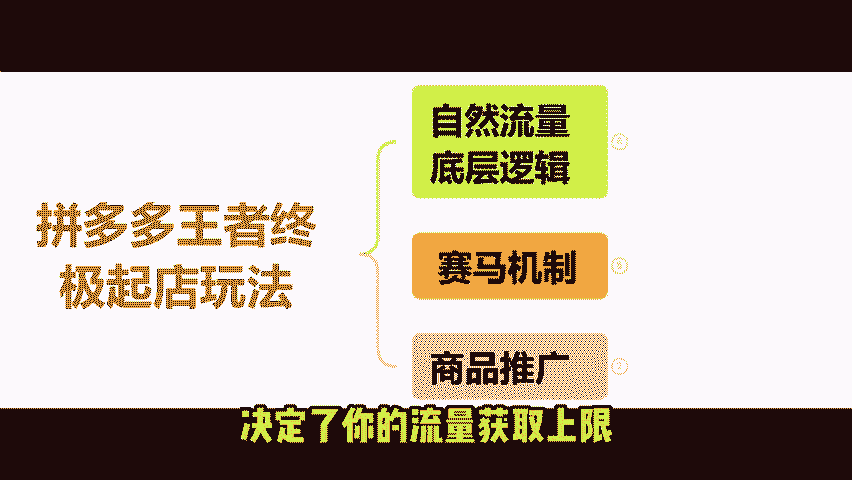 拼多多王者终
极起店玩法
自然流量
底层逻辑
赛马机制
商品推广
决定了你的流量获取上限